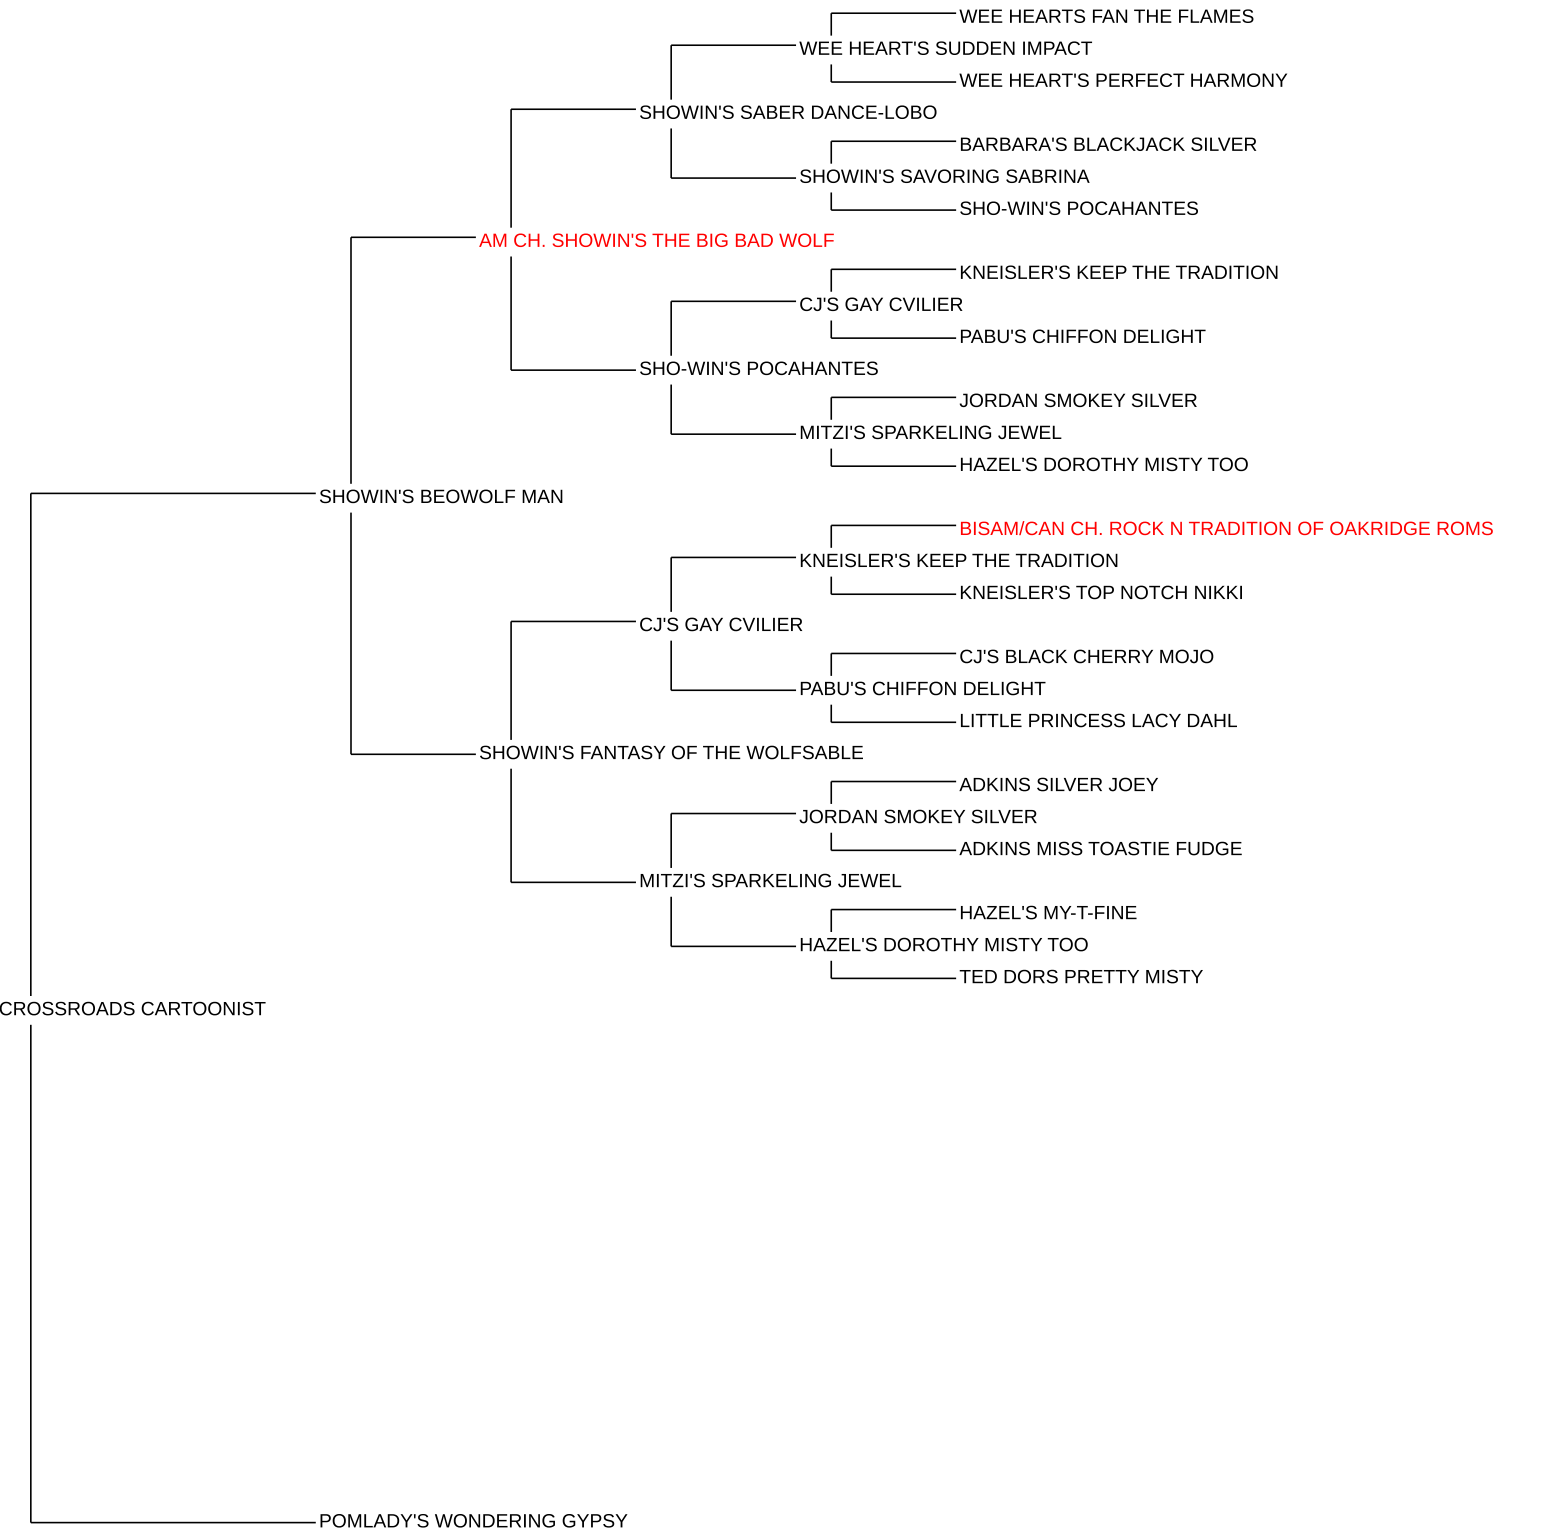 WEE HEARTS FAN THE FLAMES
WEE HEART'S SUDDEN IMPACT
WEE HEART'S PERFECT HARMONY
SHOWIN'S SABER DANCE-LOBO
BARBARA'S BLACKJACK SILVER
SHOWIN'S SAVORING SABRINA
SHO-WIN'S POCAHANTES
AM CH. SHOWIN'S THE BIG BAD WOLF
KNEISLER'S KEEP THE TRADITION
CJ'S GAY CVILIER
PABU'S CHIFFON DELIGHT
SHO-WIN'S POCAHANTES
JORDAN SMOKEY SILVER
MITZI'S SPARKELING JEWEL
HAZEL'S DOROTHY MISTY TOO
SHOWIN'S BEOWOLF MAN
BISAM/CAN CH. ROCK N TRADITION OF OAKRIDGE ROMS
KNEISLER'S KEEP THE TRADITION
KNEISLER'S TOP NOTCH NIKKI
CJ'S GAY CVILIER
CJ'S BLACK CHERRY MOJO
PABU'S CHIFFON DELIGHT
LITTLE PRINCESS LACY DAHL
SHOWIN'S FANTASY OF THE WOLFSABLE
ADKINS SILVER JOEY
JORDAN SMOKEY SILVER
ADKINS MISS TOASTIE FUDGE
MITZI'S SPARKELING JEWEL
HAZEL'S MY-T-FINE
HAZEL'S DOROTHY MISTY TOO
TED DORS PRETTY MISTY
CROSSROADS CARTOONIST
POMLADY'S WONDERING GYPSY